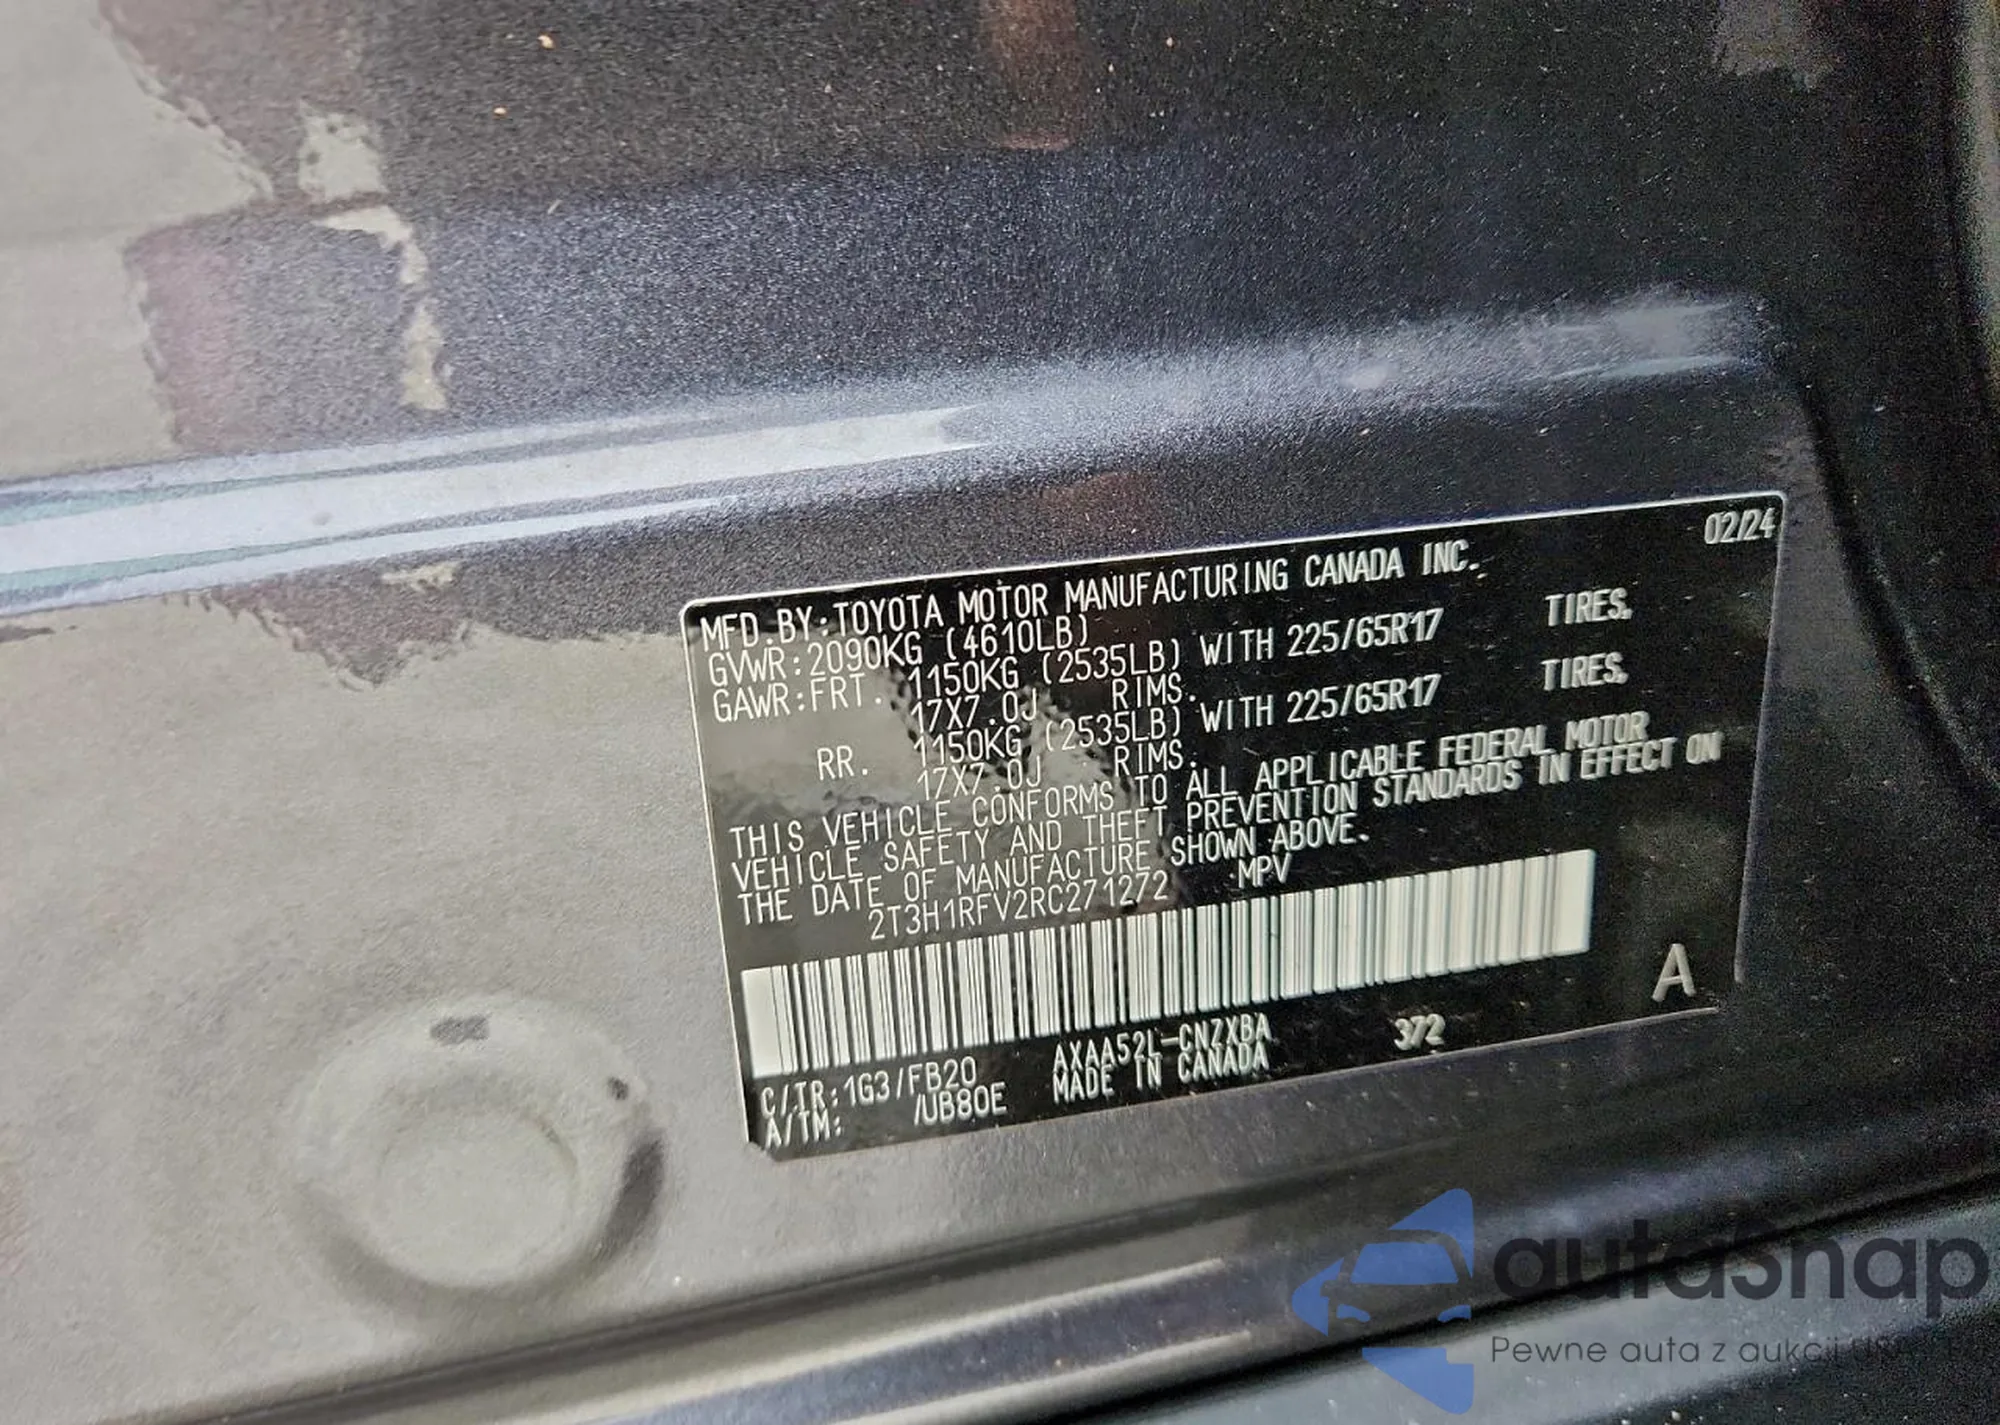 02/24
MFD.BY:TOYOTA MOTOR MANUFACTURING CANADA INC.
GVWR:2090KG (4610LB)
GAWR:FRT. 1150KG (2535LB) WITH 225/65R17 TIRES.
17X7.0J RIMS.
RR. 1150KG (2535LB) WITH 225/65R17 TIRES.
17X7.0J RIMS.
THIS VEHICLE CONFORMS TO ALL APPLICABLE FEDERAL MOTOR
VEHICLE SAFETY AND THEFT PREVENTION STANDARDS IN EFFECT ON
THE DATE OF MANUFACTURE SHOWN ABOVE.
2T3H1RFV2RC271272 MPV
A
C/TR:1G3/FB20 AXAA52L-CNZXBA 372
A/TM: /UB80E MADE IN CANADA
autaSnap
Pewne auta z aukcji